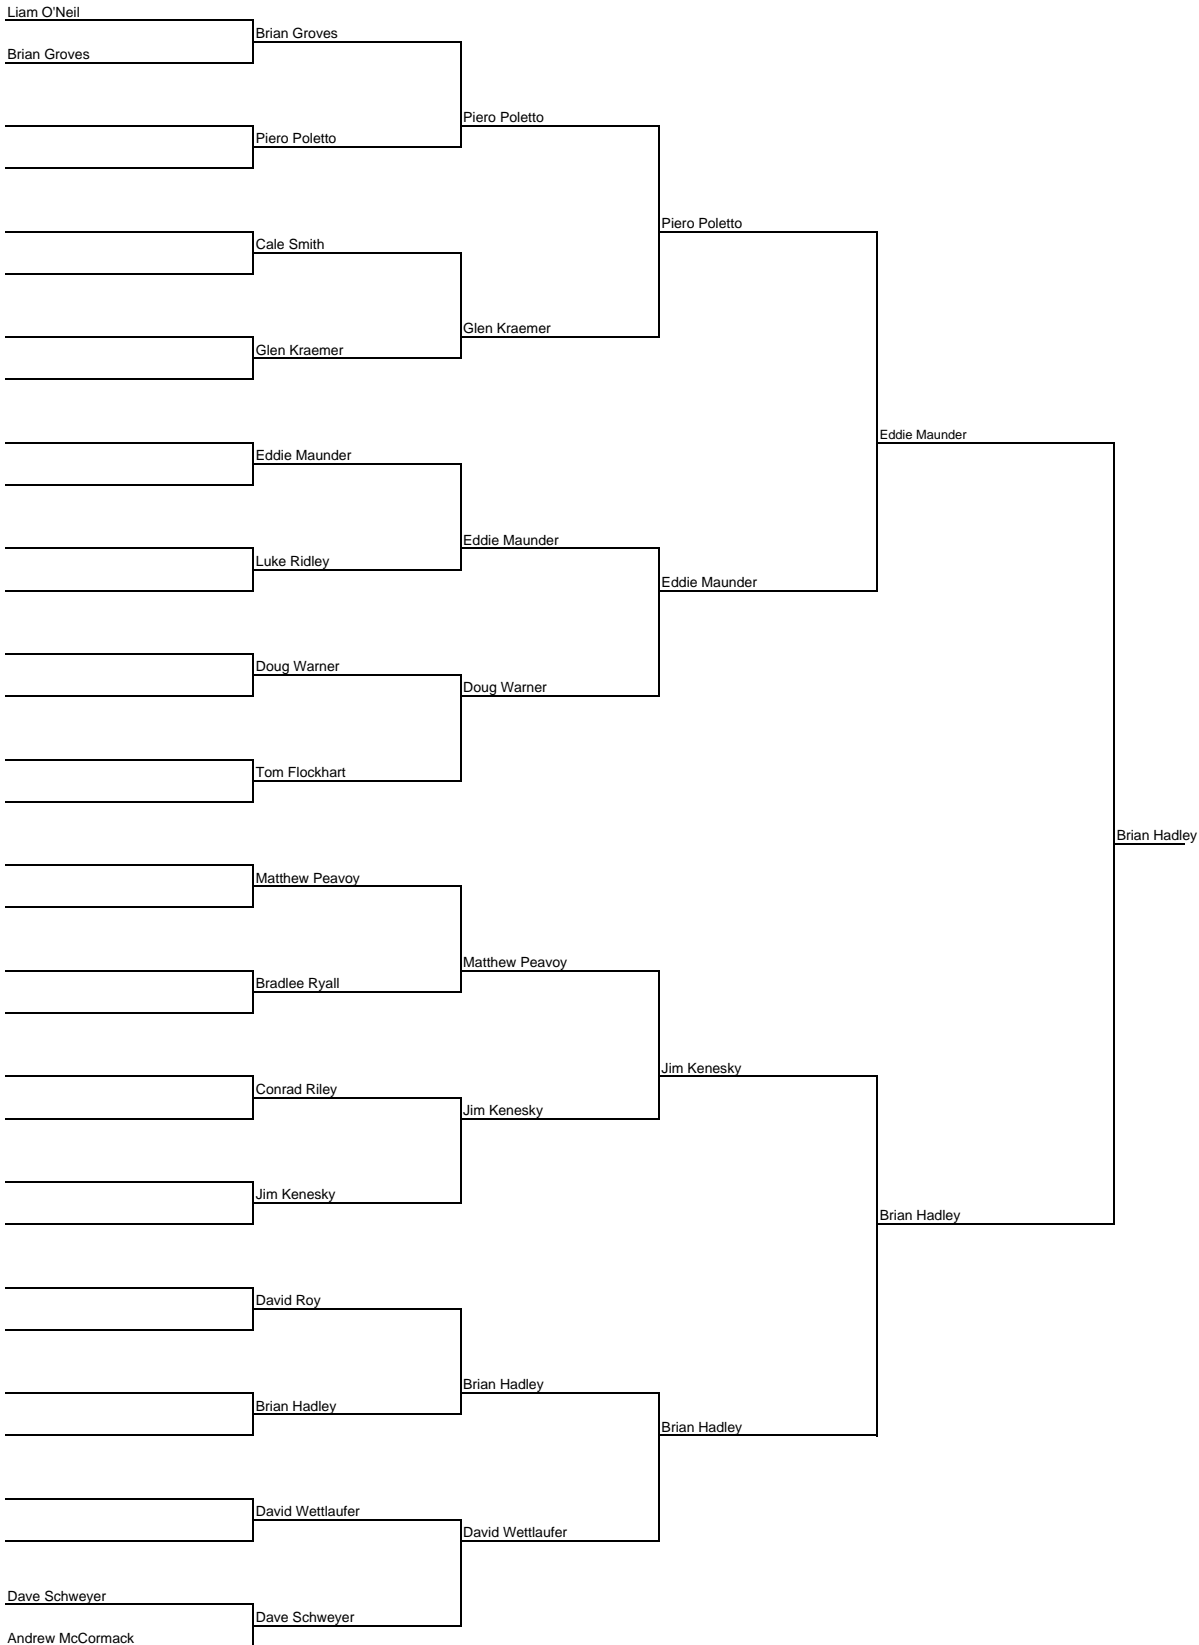 Liam O'Neil
Brian Groves
Brian Groves
Piero Poletto
Piero Poletto
Piero Poletto
Cale Smith
Glen Kraemer
Glen Kraemer
Eddie Maunder
Eddie Maunder
Eddie Maunder
Luke Ridley
Eddie Maunder
Doug Warner
Doug Warner
Tom Flockhart
Brian Hadley
Matthew Peavoy
Matthew Peavoy
Bradlee Ryall
Jim Kenesky
Conrad Riley
Jim Kenesky
Jim Kenesky
Brian Hadley
David Roy
Brian Hadley
Brian Hadley
Brian Hadley
David Wettlaufer
David Wettlaufer
Dave Schweyer
Dave Schweyer
Andrew McCormack